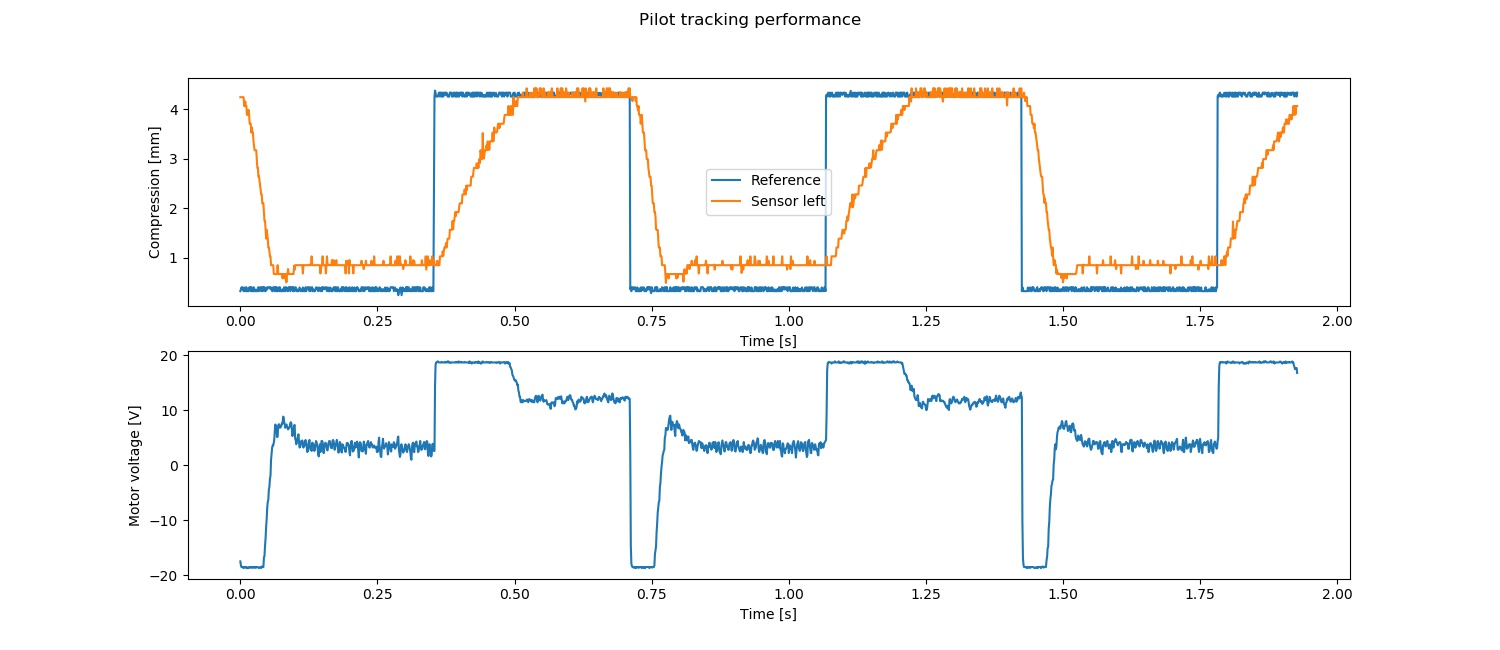 Pilot tracking performance
Compression [mm]
4
3
2
1
Reference
Sensor left
0.00 0.25 0.50 0.75 1.00 1.25 1.50 1.75 2.00
Time [s]
Motor voltage [V]
20
10
0
−10
−20
0.00 0.25 0.50 0.75 1.00 1.25 1.50 1.75 2.00
Time [s]